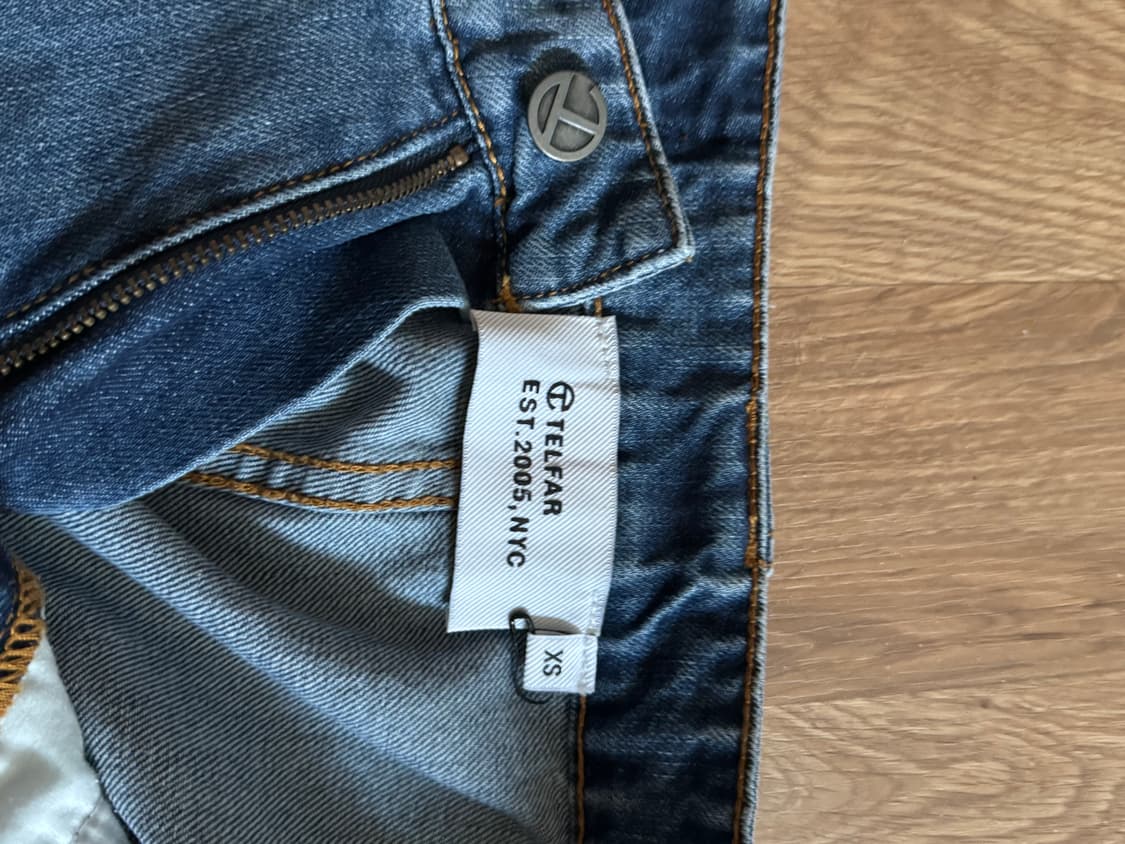 TELFAR
EST. 2005, NYC
XS